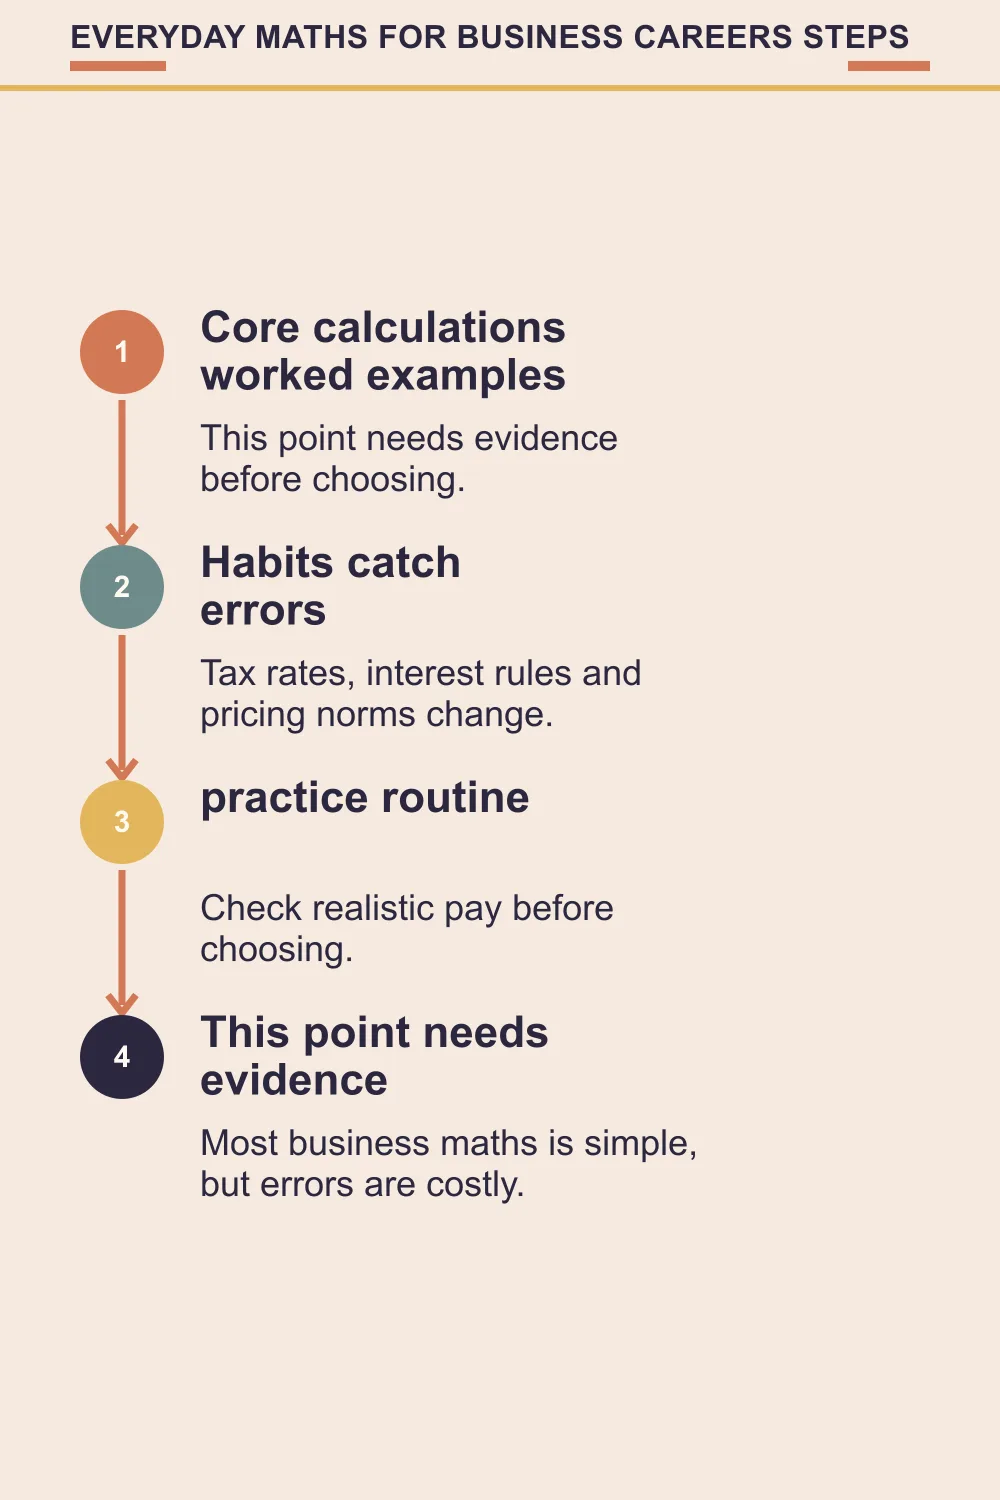 EVERYDAY MATHS FOR BUSINESS CAREERS STEPS
1
Core calculations
worked examples
This point needs evidence
before choosing.
2
Habits catch
errors
Tax rates, interest rules and
pricing norms change.
3
practice routine
Check realistic pay before
choosing.
4
This point needs
evidence
Most business maths is simple,
but errors are costly.